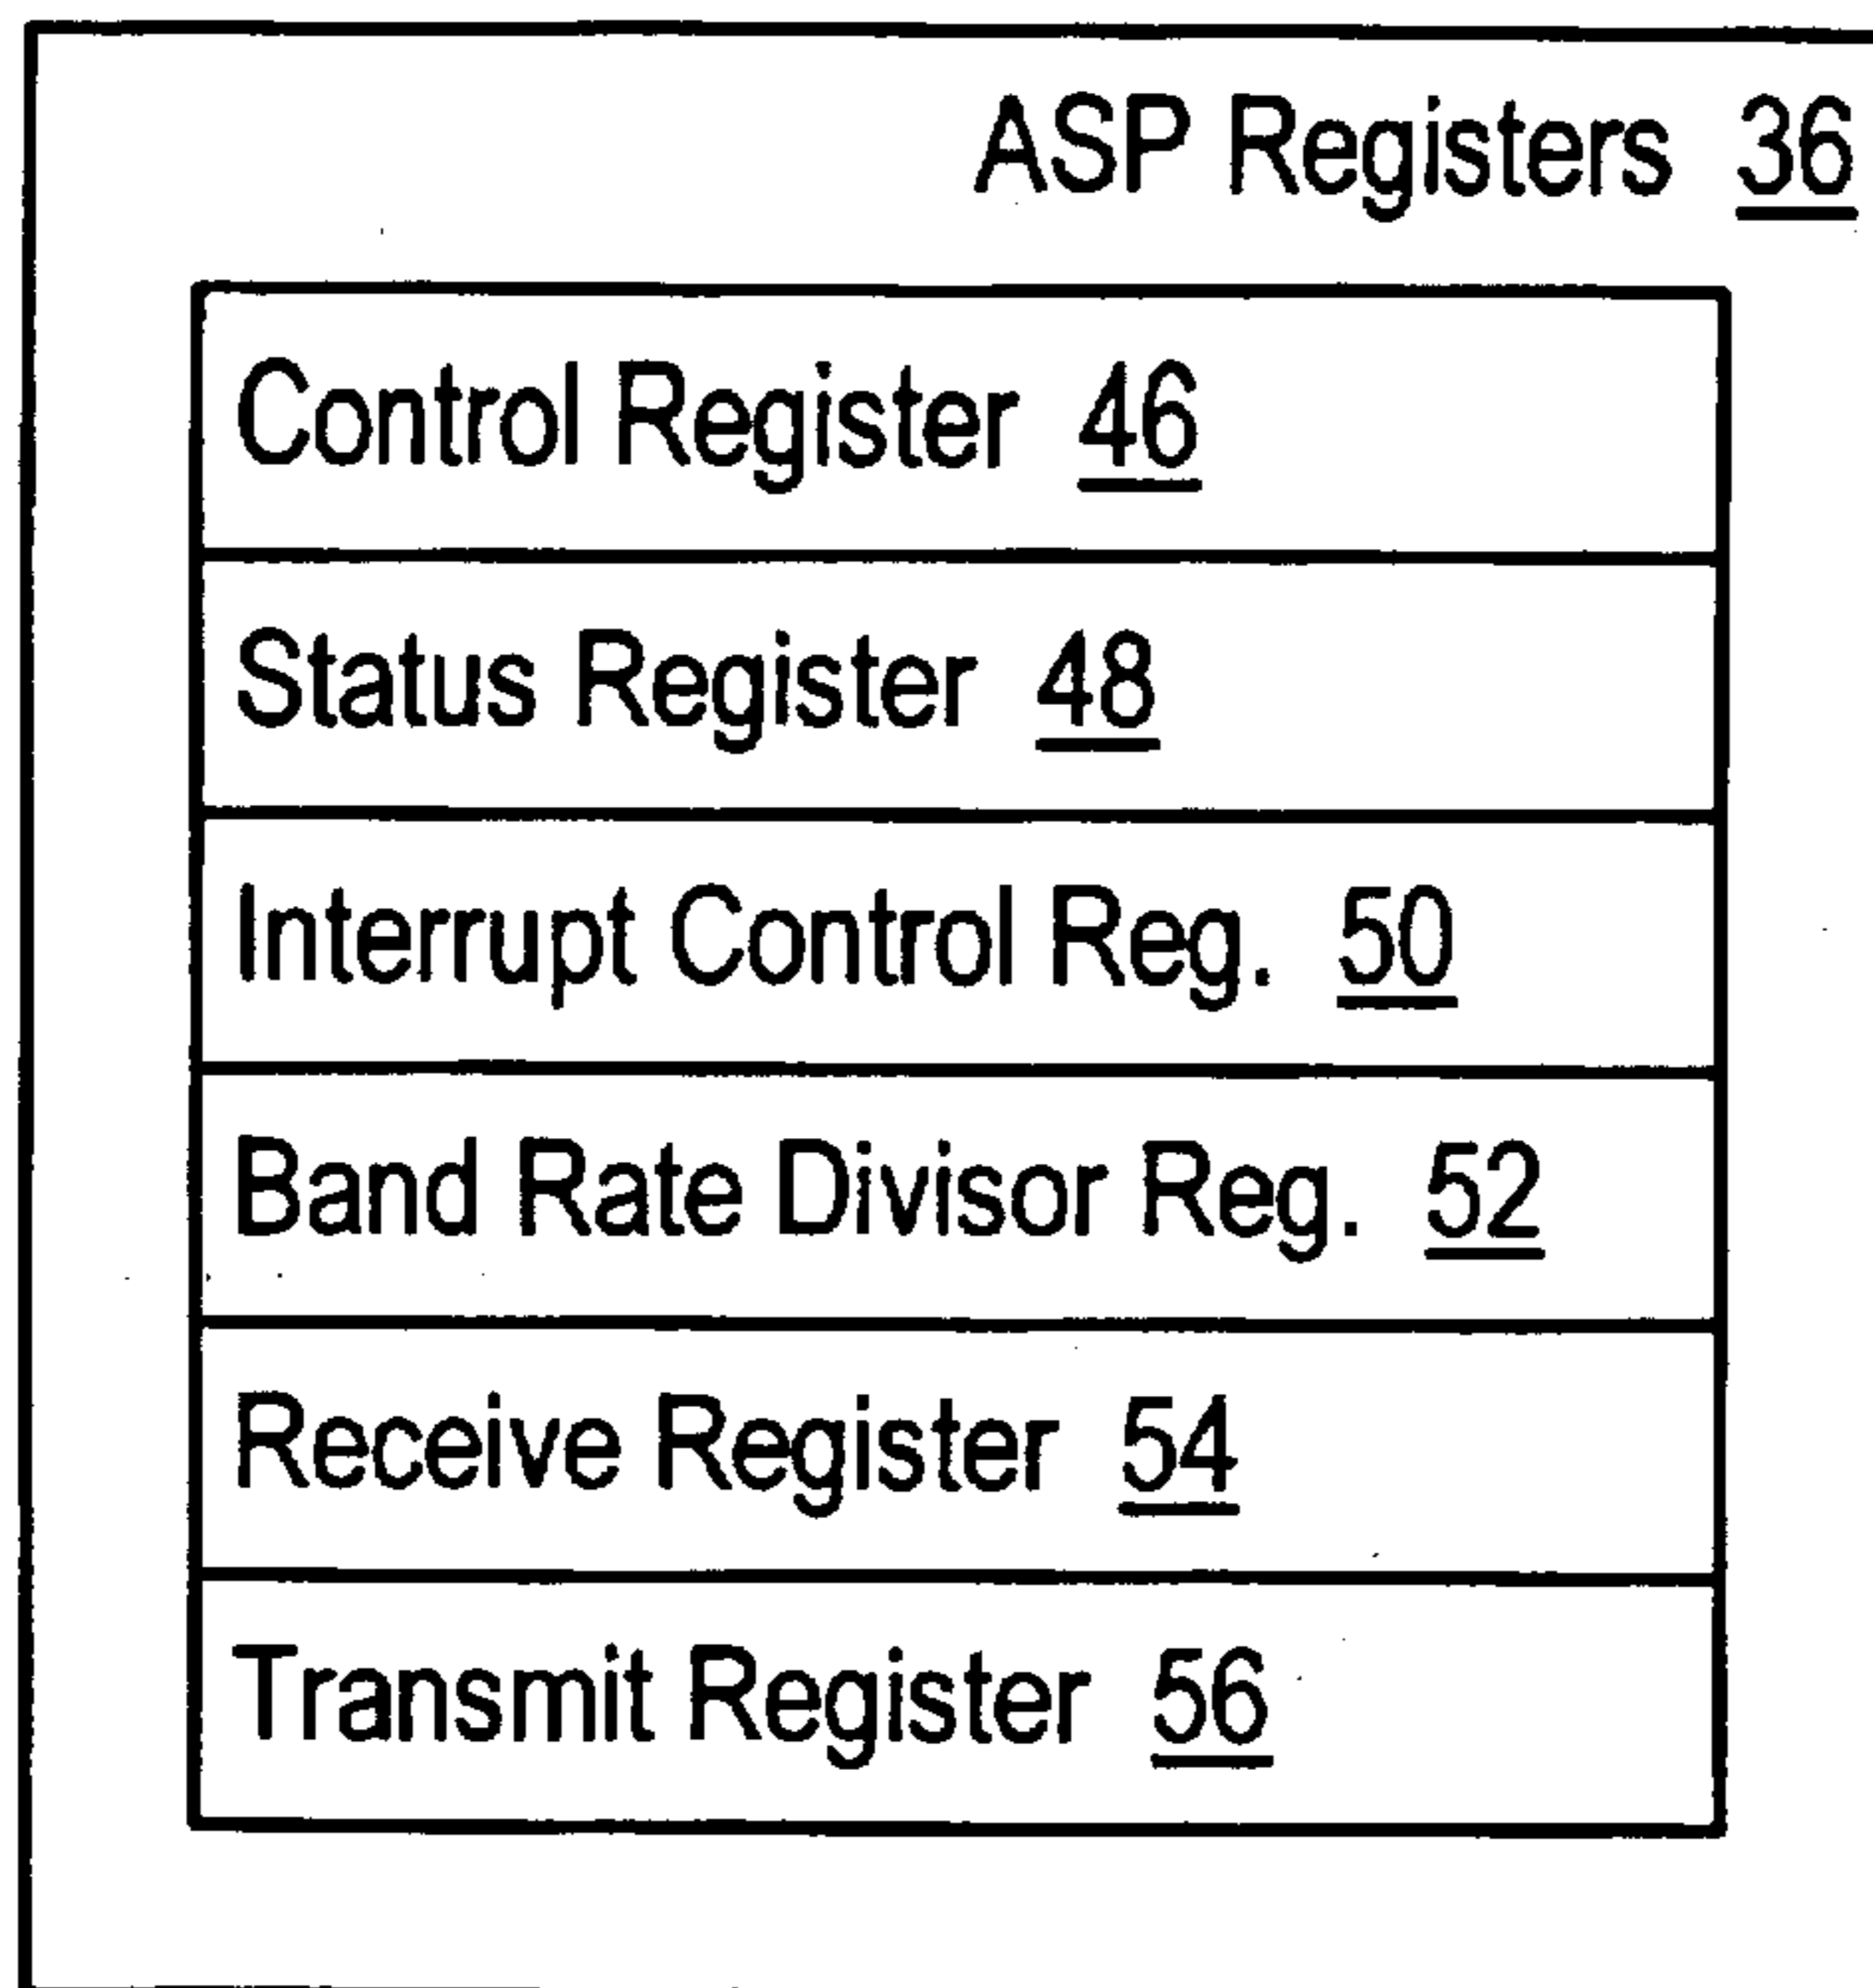 ASP Registers 36
Control Register 46
Status Register 48
Interrupt Control Reg. 50
Band Rate Divisor Reg. 52
Receive Register 54
Transmit Register 56